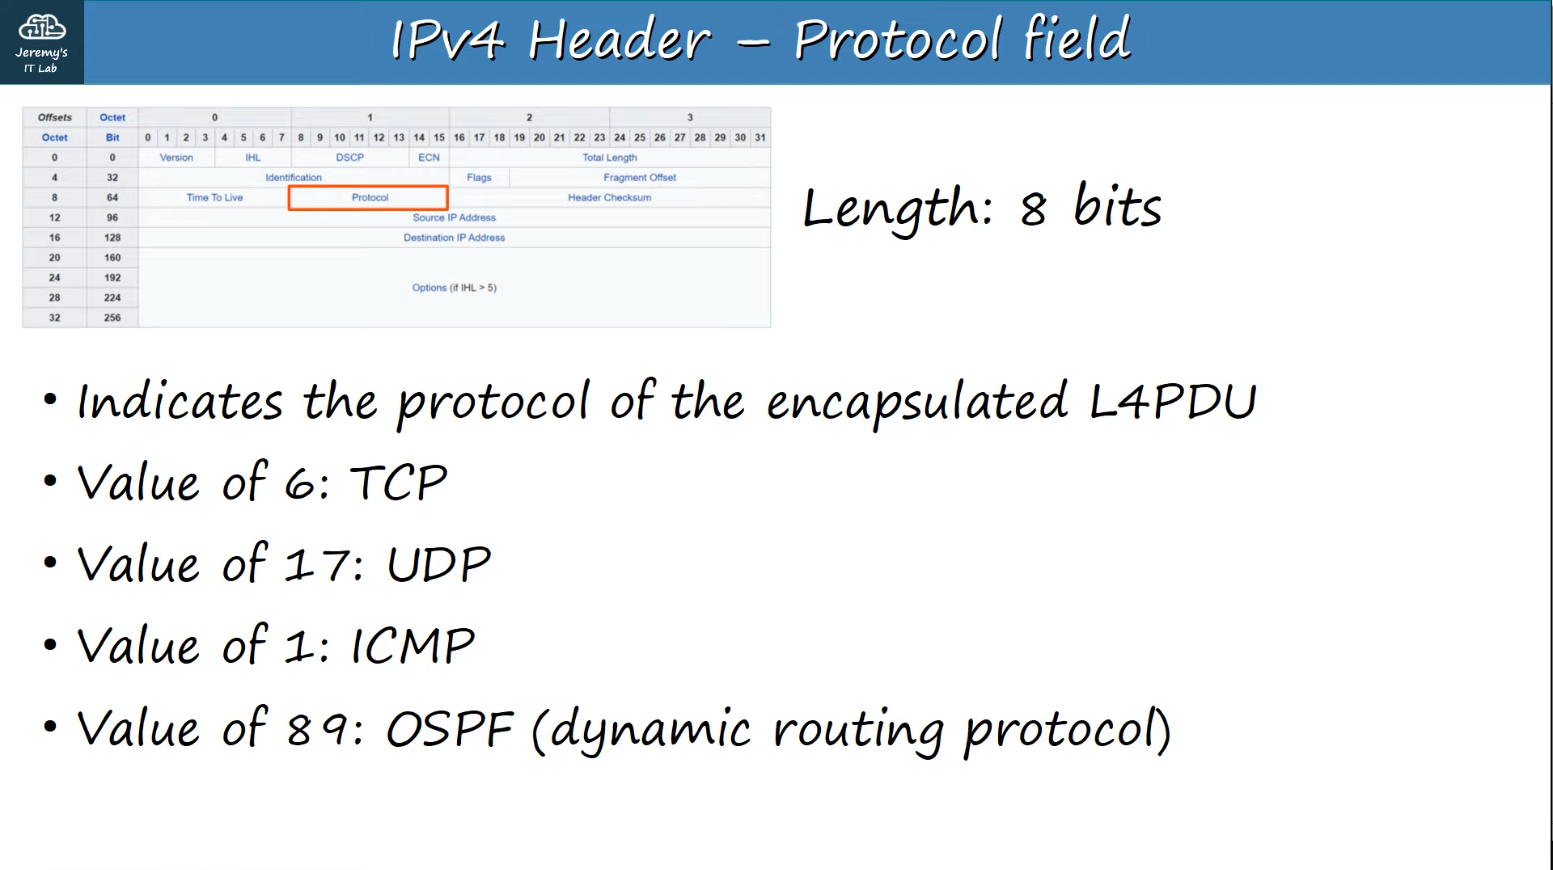 Jeremy's
IT Lab
IPv4 Header – Protocol field
Offsets Octet 0 1 2 3
Octet Bit 0 1 2 3 4 5 6 7 8 9 10 11 12 13 14 15 16 17 18 19 20 21 22 23 24 25 26 27 28 29 30 31
0 0 Version IHL DSCP ECN Total Length
4 32 Identification Flags Fragment Offset
8 64 Time To Live Protocol Header Checksum
12 96 Source IP Address
16 128 Destination IP Address
20 160
24 192
Options (if IHL > 5)
28 224
32 256
Length: 8 bits
• Indicates the protocol of the encapsulated L4PDU
• Value of 6: TCP
• Value of 17: UDP
• Value of 1: ICMP
• Value of 89: OSPF (dynamic routing protocol)